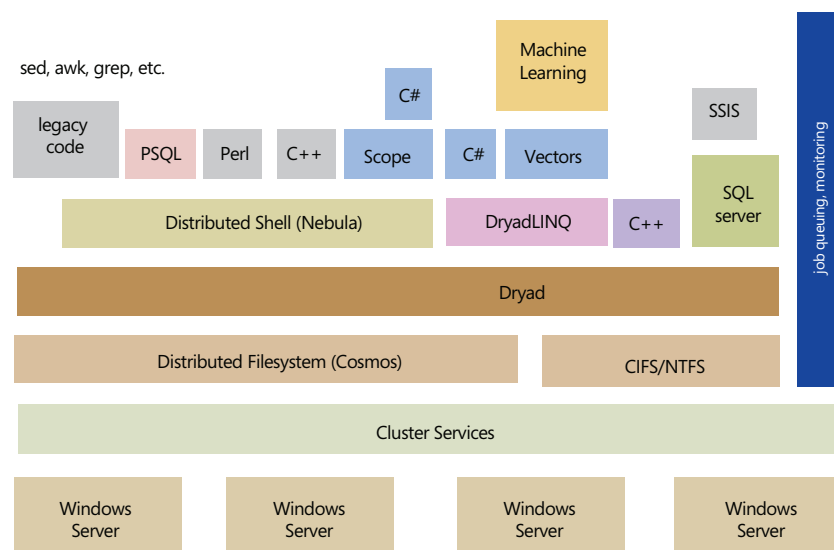 Machine
Learning
sed, awk, grep, etc.
C#
SSIS
legacy
code
PSQL
Perl
C++
Scope
C#
Vectors
SQL
server
Distributed Shell (Nebula)
DryadLINQ
C++
job queuing, monitoring
Dryad
Distributed Filesystem (Cosmos)
CIFS/NTFS
Cluster Services
Windows
Server
Windows
Server
Windows
Server
Windows
Server